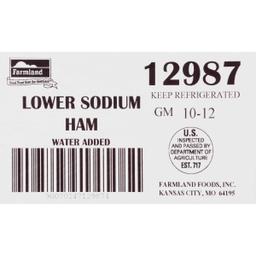 Farmland
12987
KEEP REFRIGERATED
LOWER SODIUM
HAM
WATER ADDED
GM 10-12
U.S.
INSPECTED
AND PASSED BY
DEPARTMENT OF
AGRICULTURE
EST. 717
FARMLAND FOODS, INC.
KANSAS CITY, MO 64195